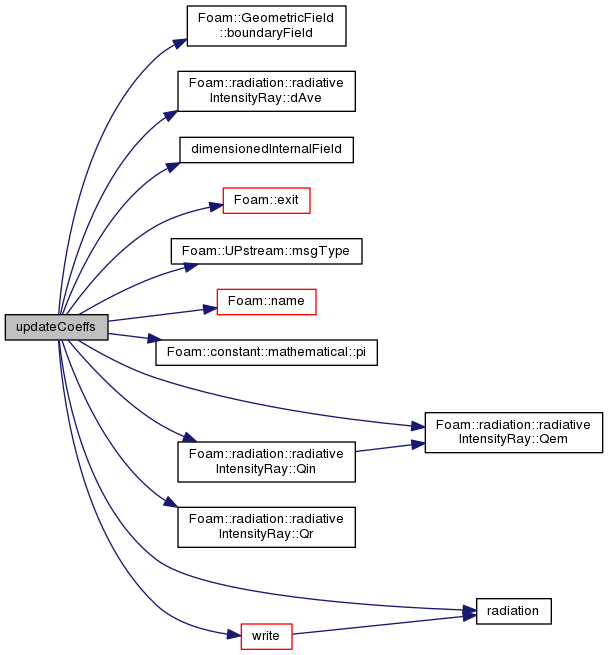 Foam::GeometricField
::boundaryField
Foam::radiation::radiative
IntensityRay::dAve
dimensionedInternalField
Foam::exit
Foam::UPstream::msgType
Foam::name
updateCoeffs
Foam::constant::mathematical::pi
Foam::radiation::radiative
IntensityRay::Qem
Foam::radiation::radiative
IntensityRay::Qin
Foam::radiation::radiative
IntensityRay::Qr
radiation
write